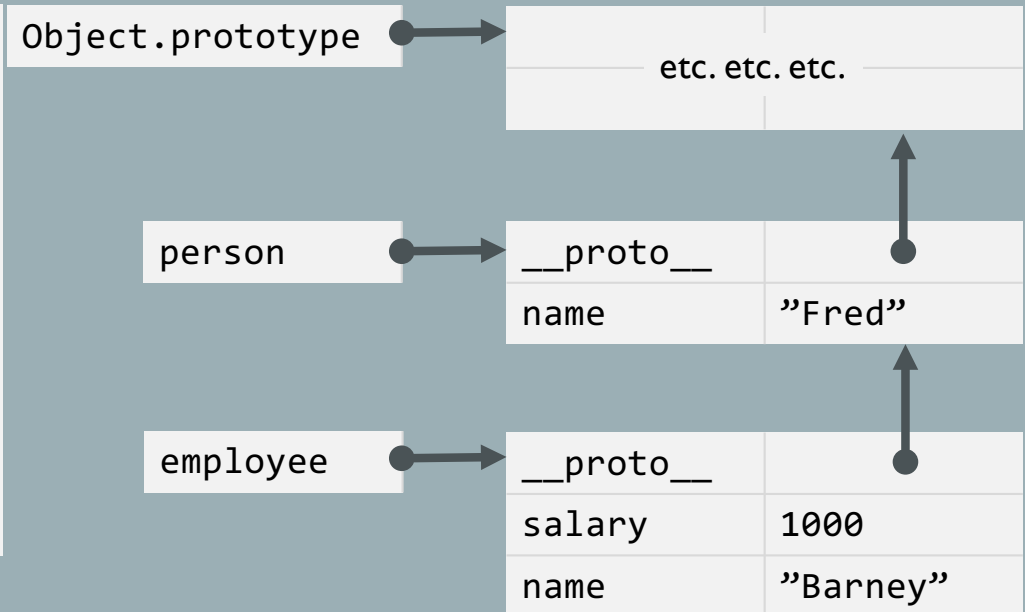 Object.prototype
etc. etc. etc.
person
__proto__
name ”Fred”
employee
__proto__
salary 1000
name ”Barney”